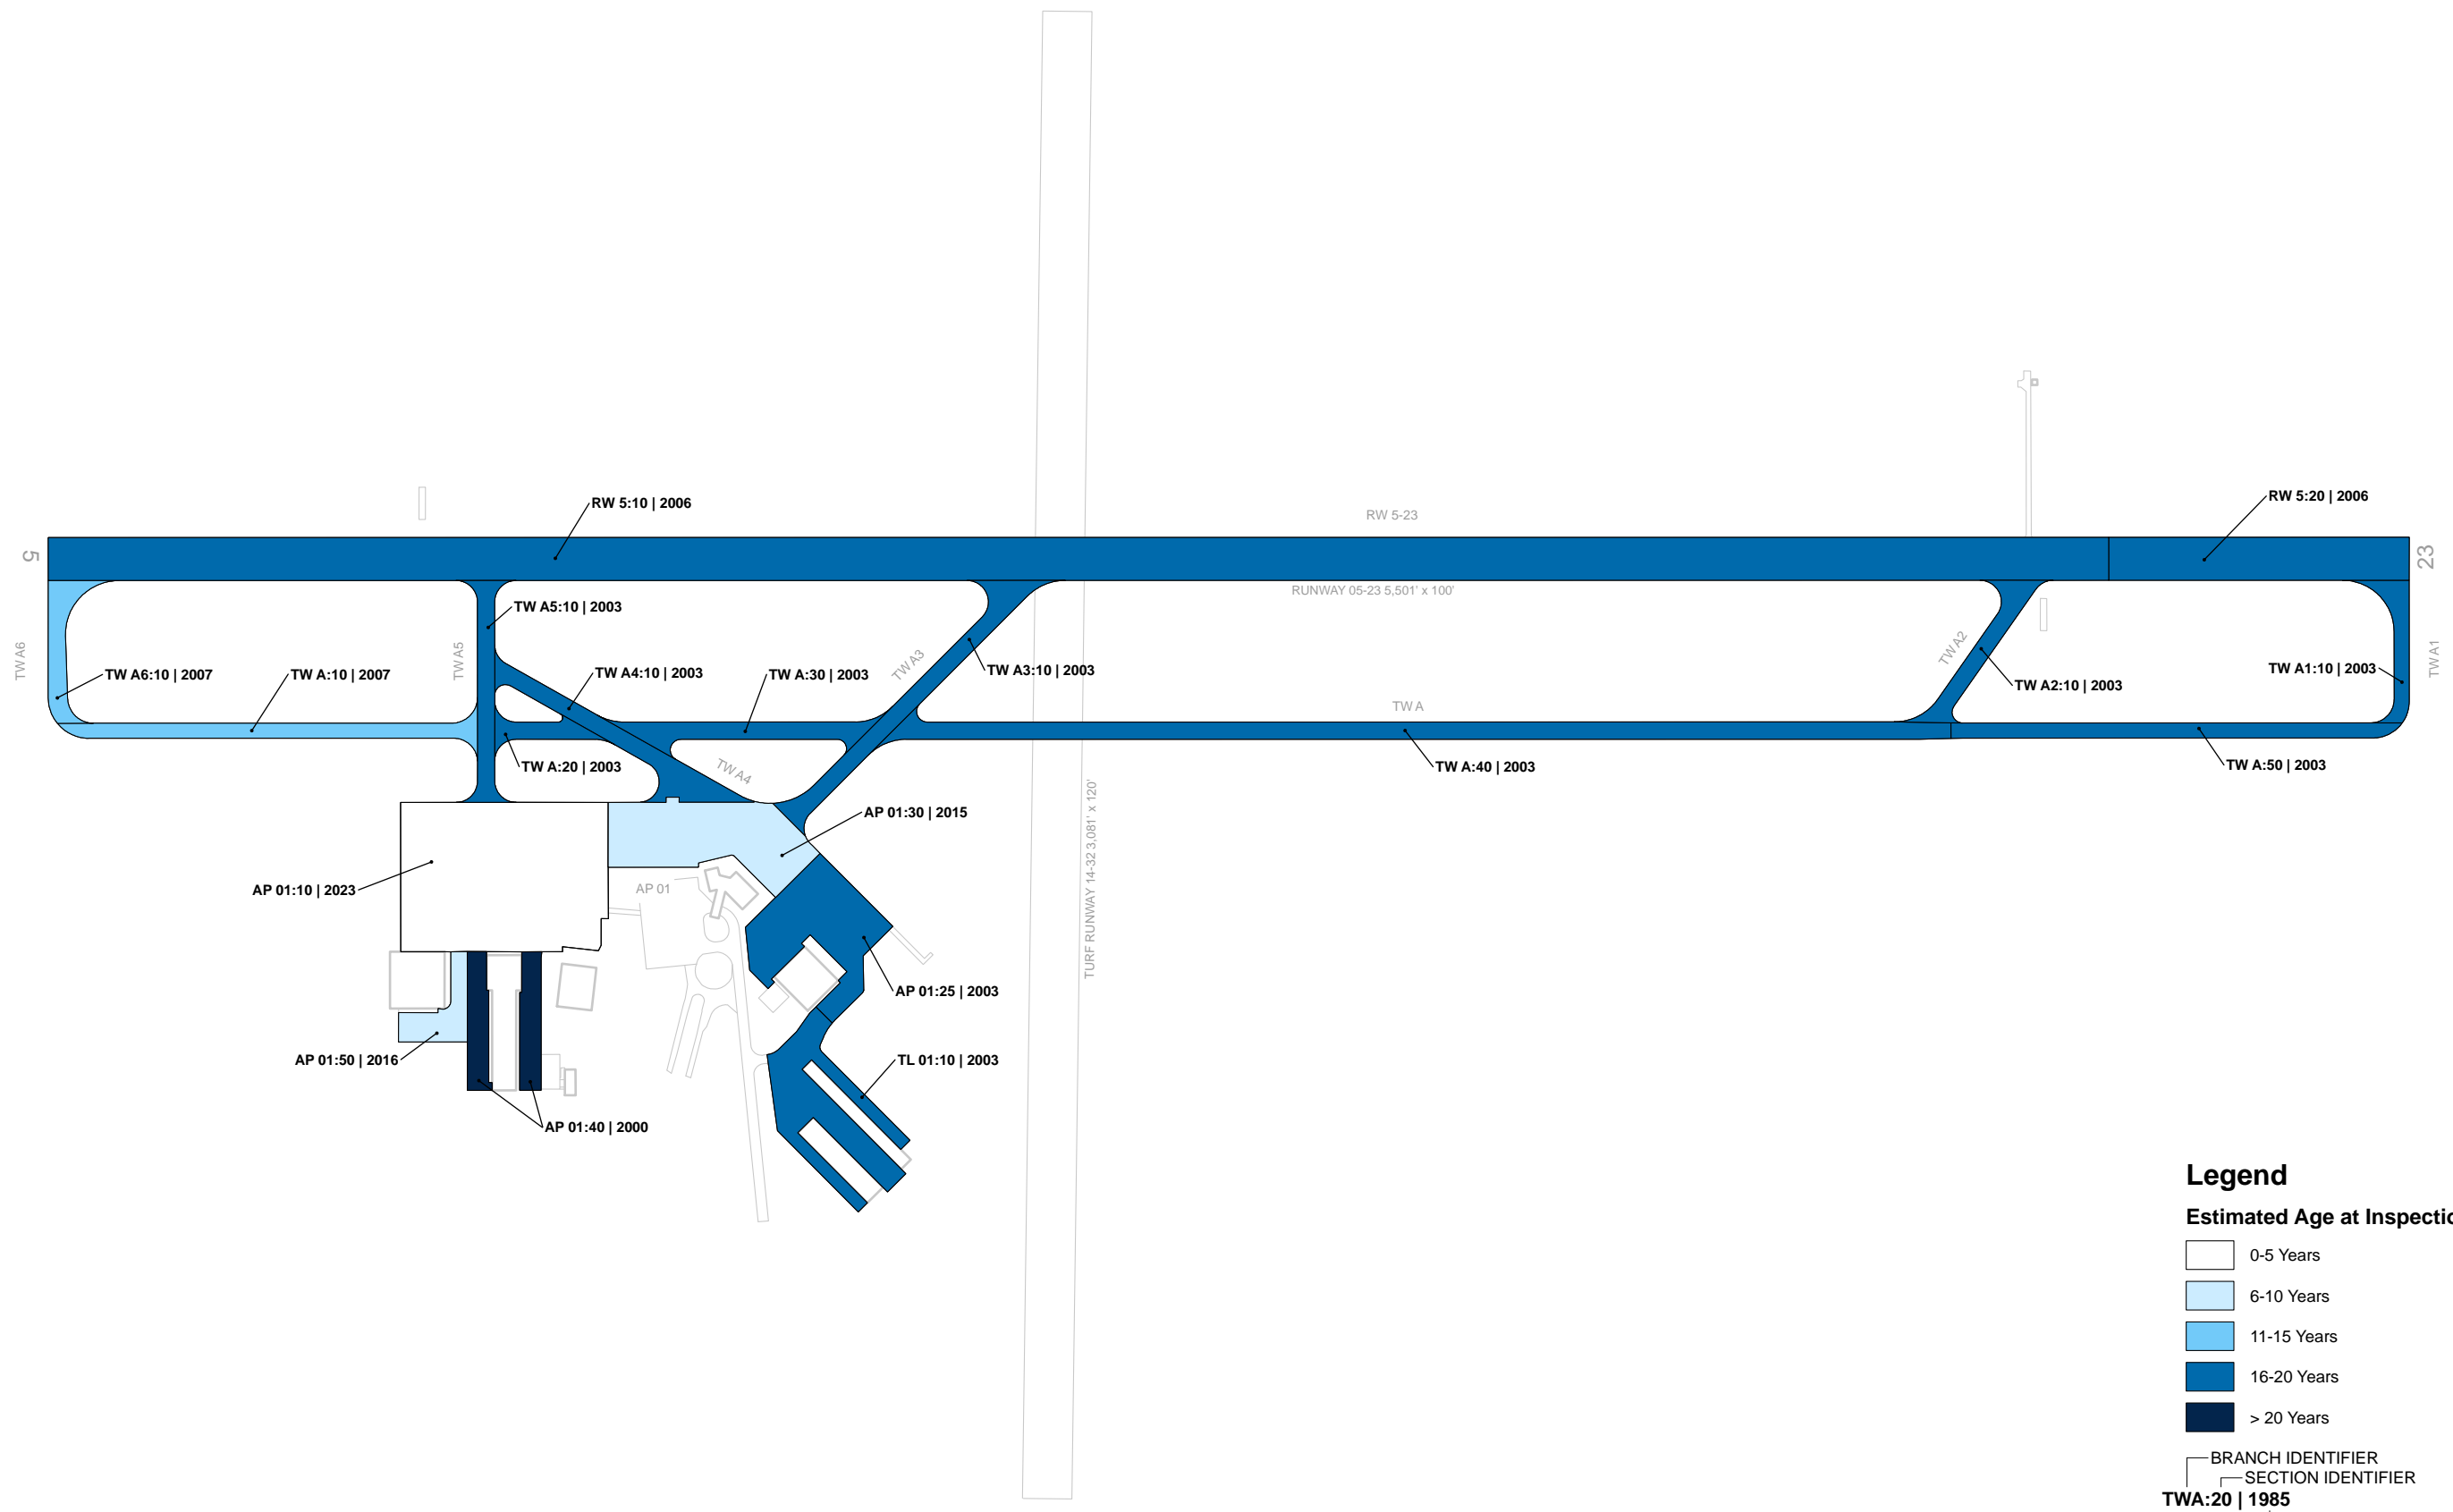 RW 5:10 | 2006
RW 5-23
RW 5:20 | 2006
5
23
RUNWAY 05-23 5,501' x 100'
TW A5:10 | 2003
TW A6
TW A5
TW A3
TW A2
TW A1
TW A6:10 | 2007
TW A:10 | 2007
TW A4:10 | 2003
TW A:30 | 2003
TW A3:10 | 2003
TW A2:10 | 2003
TW A1:10 | 2003
TW A
TW A:20 | 2003
TW A4
TW A:40 | 2003
TW A:50 | 2003
AP 01:30 | 2015
TURF RUNWAY 14-32 3,081' x 120'
AP 01:10 | 2023
AP 01
AP 01:25 | 2003
AP 01:50 | 2016
TL 01:10 | 2003
AP 01:40 | 2000
Legend
Estimated Age at Inspectio
0-5 Years
6-10 Years
11-15 Years
16-20 Years
> 20 Years
BRANCH IDENTIFIER
SECTION IDENTIFIER
TWA:20 | 1985